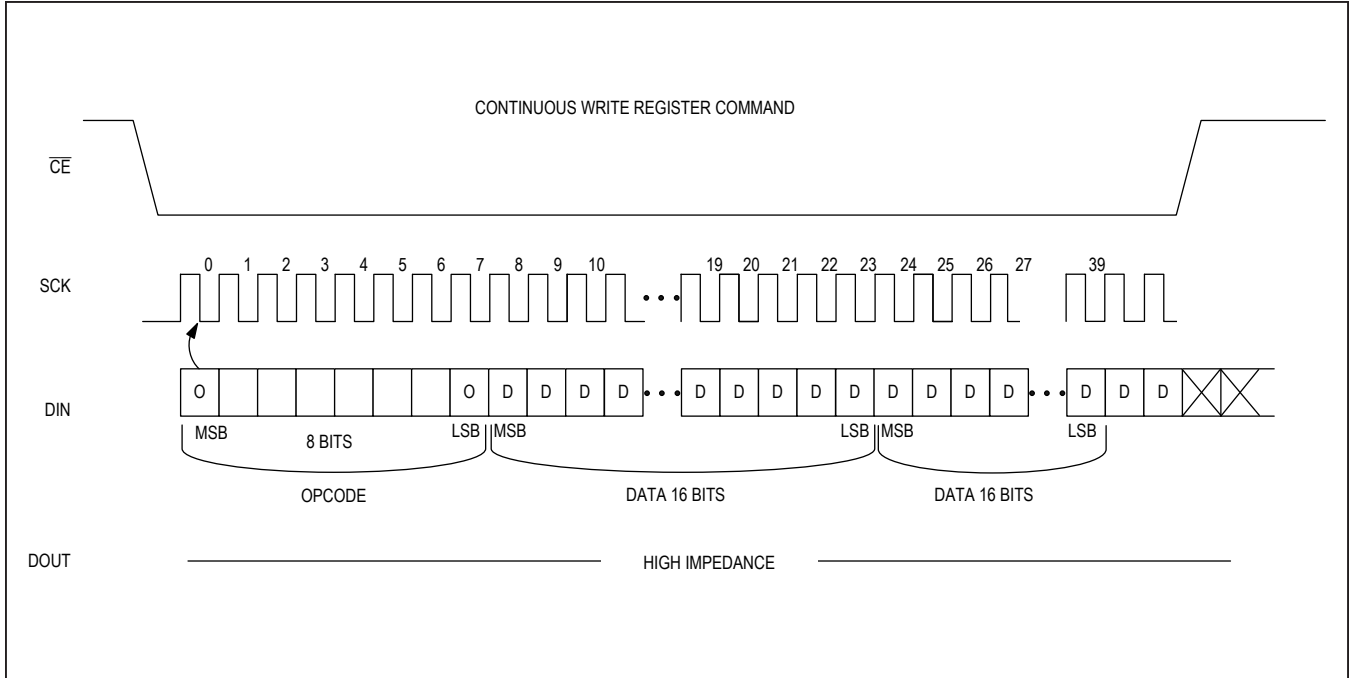 CONTINUOUS WRITE REGISTER COMMAND
CE
SCK
0 1 2 3 4 5 6 7 8 9 10 19 20 21 22 23 24 25 26 27 39
DIN
O O D D D D D D D D D D D D D D D D
MSB 8 BITS LSB MSB LSB MSB LSB
OPCODE DATA 16 BITS DATA 16 BITS
DOUT HIGH IMPEDANCE